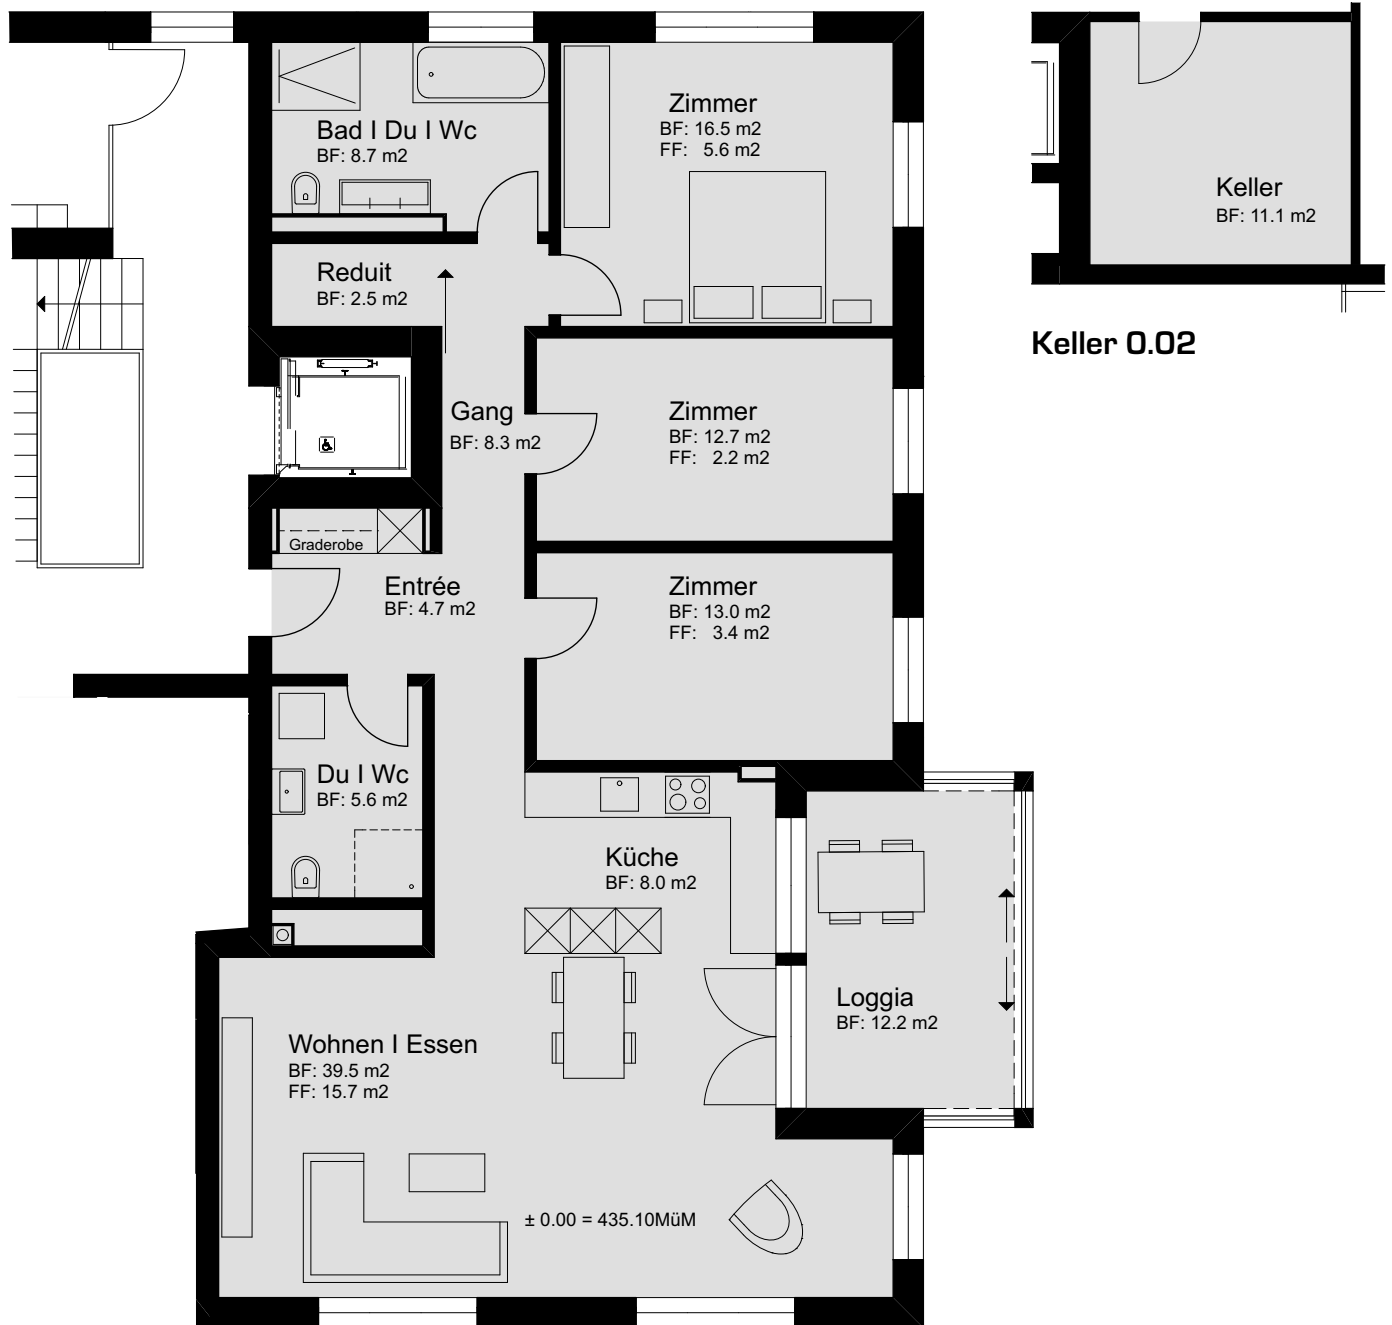 Bad I Du I Wc
BF: 8.7 m2
Zimmer
BF: 16.5 m2
FF: 5.6 m2
Keller
BF: 11.1 m2
Keller 0.02
Reduit
BF: 2.5 m2
Gang
BF: 8.3 m2
Zimmer
BF: 12.7 m2
FF: 2.2 m2
Graderobe
Entrée
BF: 4.7 m2
Zimmer
BF: 13.0 m2
FF: 3.4 m2
Du I Wc
BF: 5.6 m2
Küche
BF: 8.0 m2
Loggia
BF: 12.2 m2
Wohnen I Essen
BF: 39.5 m2
FF: 15.7 m2
± 0.00 = 435.10MüM